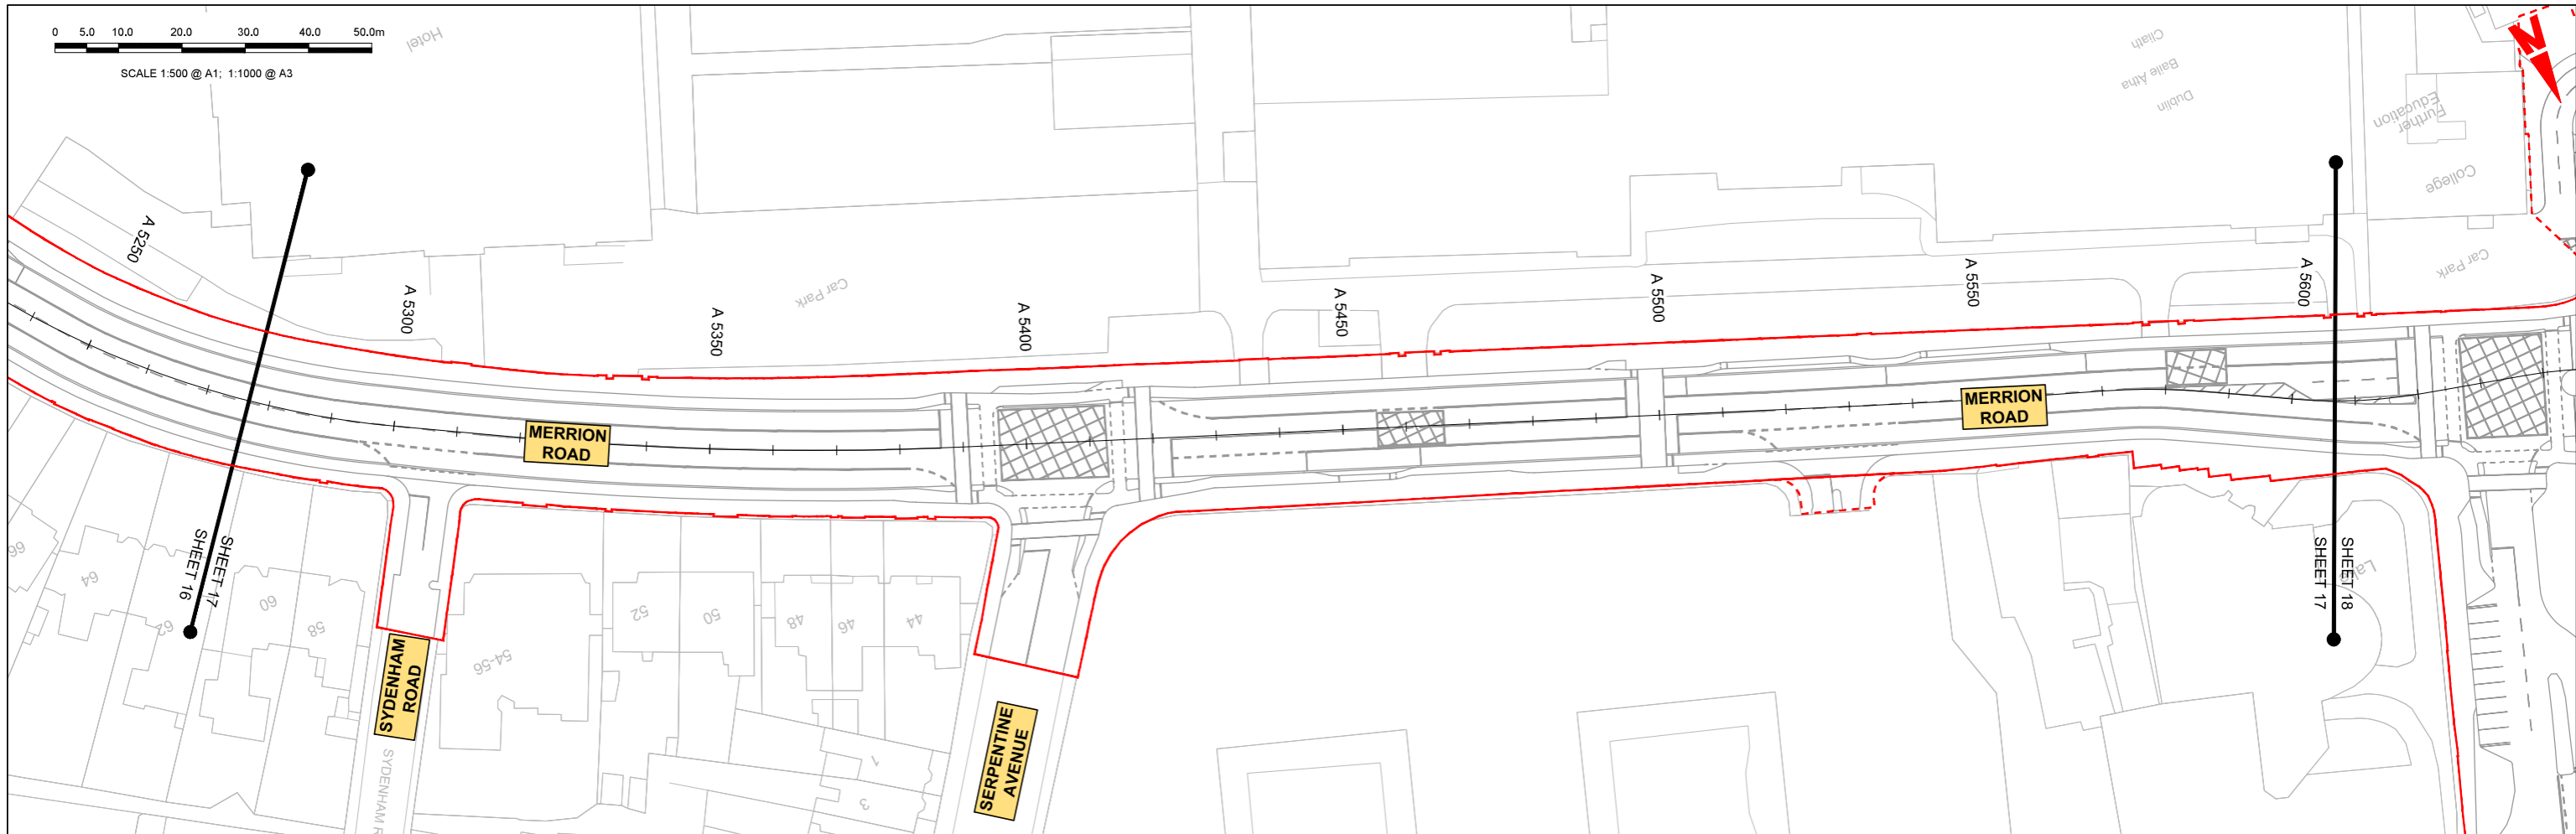 0 5.0 10.0 20.0 30.0 40.0 50.0m
SCALE 1:500 @ A1; 1:1000 @ A3
Hotel
Cliath
Baile Atha
Dublin
Further
Education
College
Car Park
Car Park
N
A 5250
A 5300
A 5350
A 5400
A 5450
A 5500
A 5550
A 5600
MERRION
ROAD
MERRION
ROAD
SHEET 17
SHEET 16
SHEET 18
SHEET 17
66
64
62
60
58
54-56
52
50
48
46
44
1
3
SYDENHAM
ROAD
SERPENTINE
AVENUE
SYDENHAM R